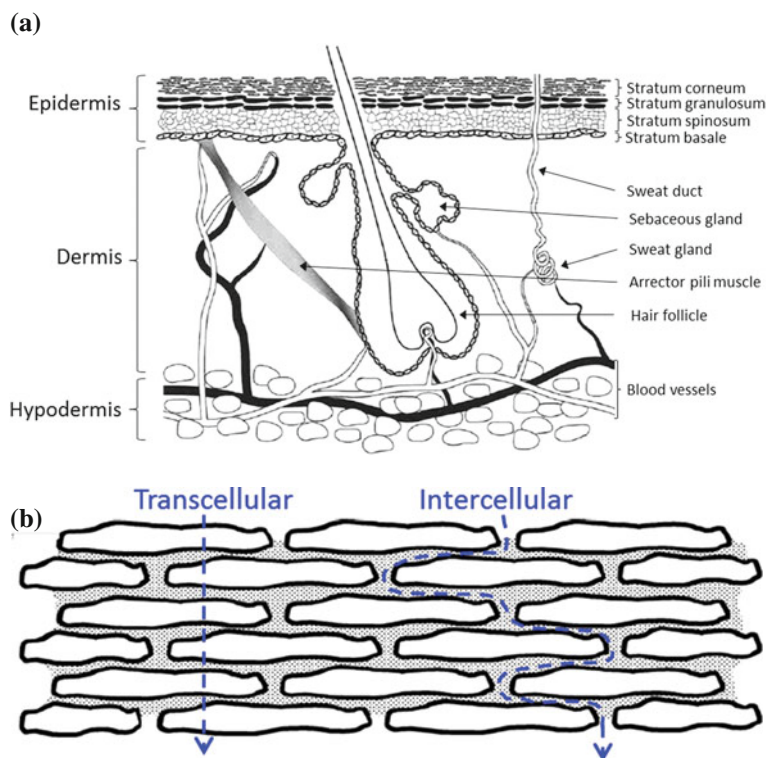 (a)
Epidermis
Stratum corneum
Stratum granulosum
Stratum spinosum
Stratum basale
Dermis
Sweat duct
Sebaceous gland
Sweat gland
Arrector pili muscle
Hair follicle
Hypodermis
Blood vessels
(b)
Transcellular Intercellular